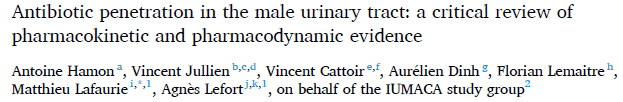 Antibiotic penetration in the male urinary tract: a critical review of
pharmacokinetic and pharmacodynamic evidence
Antoine Hamon a, Vincent Jullien b,c,d, Vincent Cattoir e,f, Aurélien Dinh g, Florian Lemaitre h,
Matthieu Lafaurie i,*,1, Agnès Lefort j,k,1, on behalf of the IUMACA study group 2